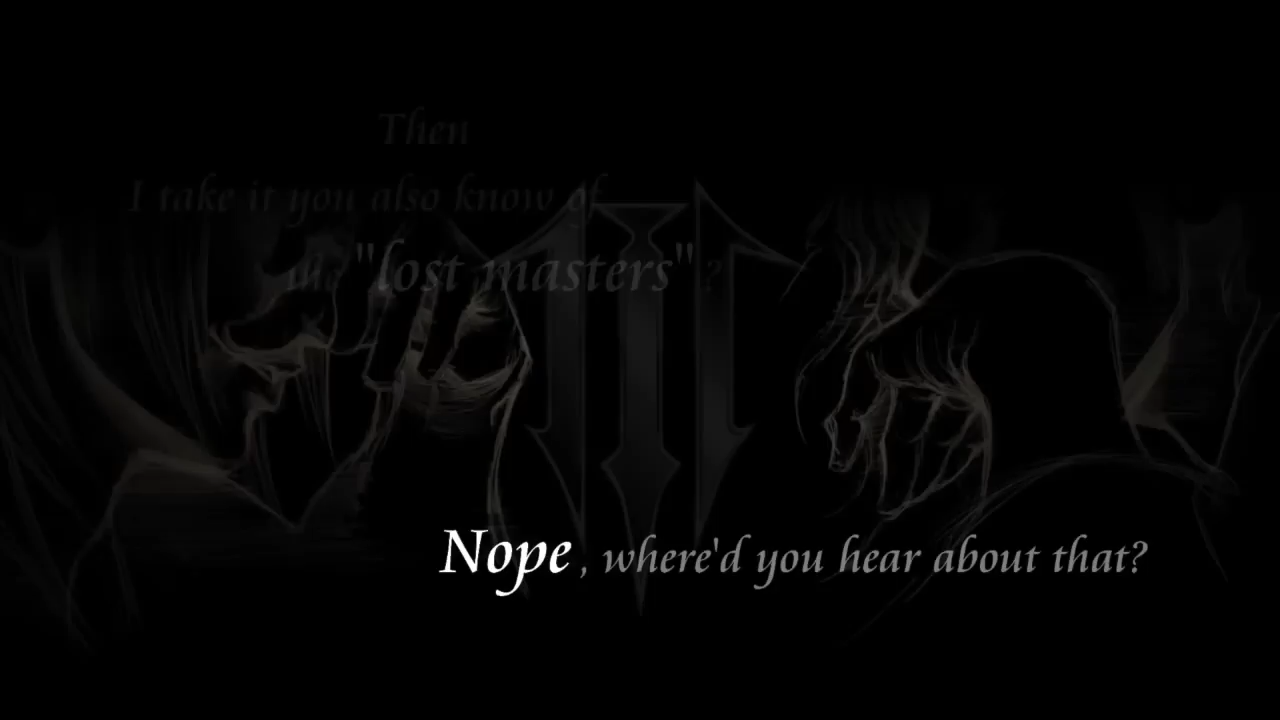 Then
I take it you also know of
the "lost masters"?
Nope, where'd you hear about that?